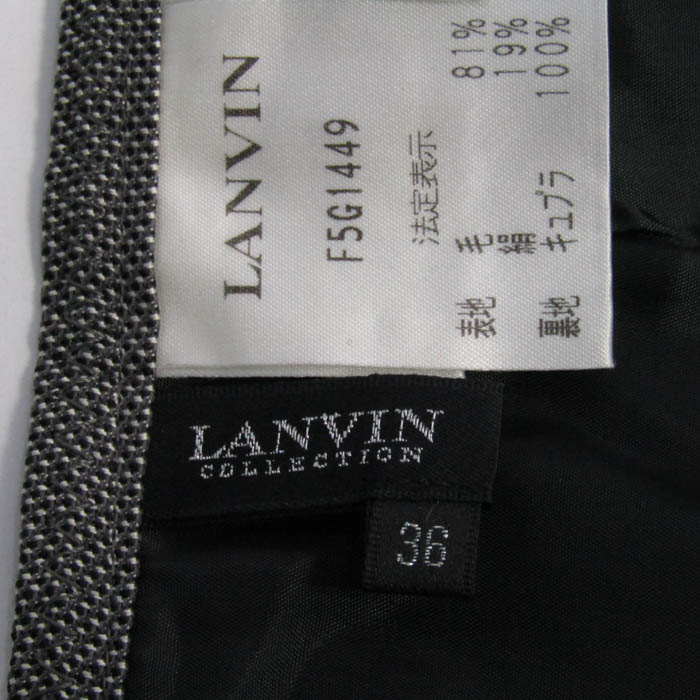 LANVIN
F5G1449
法定表示
表地 毛 81%
絹 19%
裏地 キュプラ 100%
LANVIN
COLLECTION
36